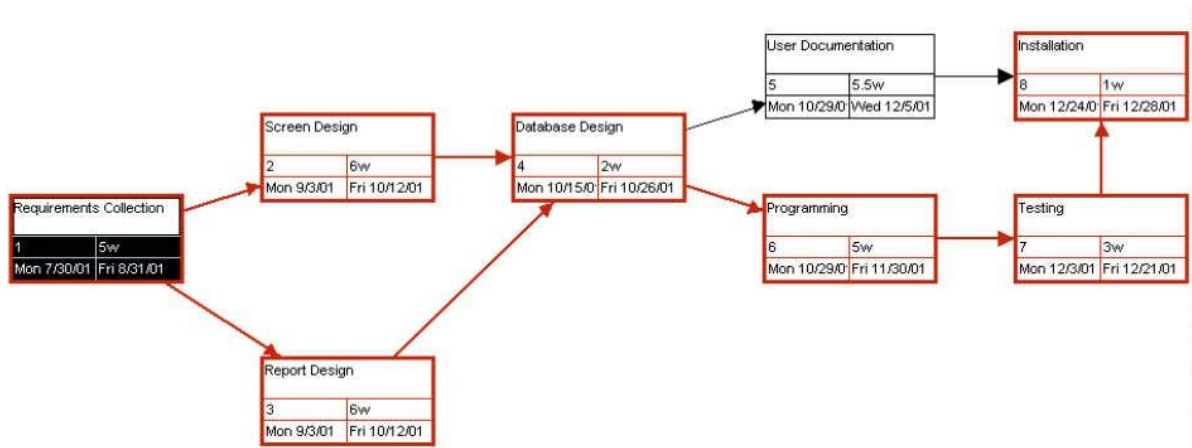 Requirements Collection
1 5w
Mon 7/30/01 Fri 8/31/01
Screen Design
2 6w
Mon 9/3/01 Fri 10/12/01
Report Design
3 6w
Mon 9/3/01 Fri 10/12/01
Database Design
4 2w
Mon 10/15/0 Fri 10/26/01
User Documentation
5 5.5w
Mon 10/29/0 Wed 12/5/01
Programming
6 5w
Mon 10/29/0 Fri 11/30/01
Testing
7 3w
Mon 12/3/01 Fri 12/21/01
Installation
8 1w
Mon 12/24/0 Fri 12/28/01